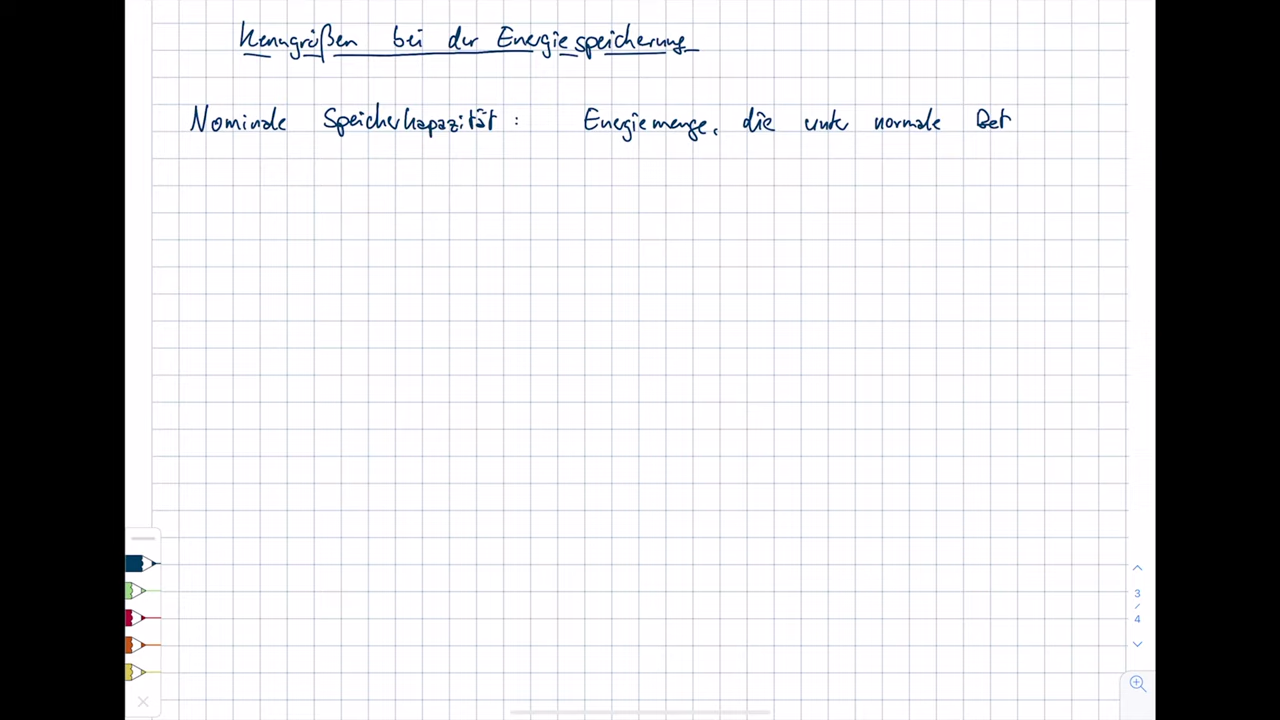 Kenngrößen bei der Energiespeicherung
Nominale Speicherkapazität : Energiemenge, die unter normale Bet
3
/
4